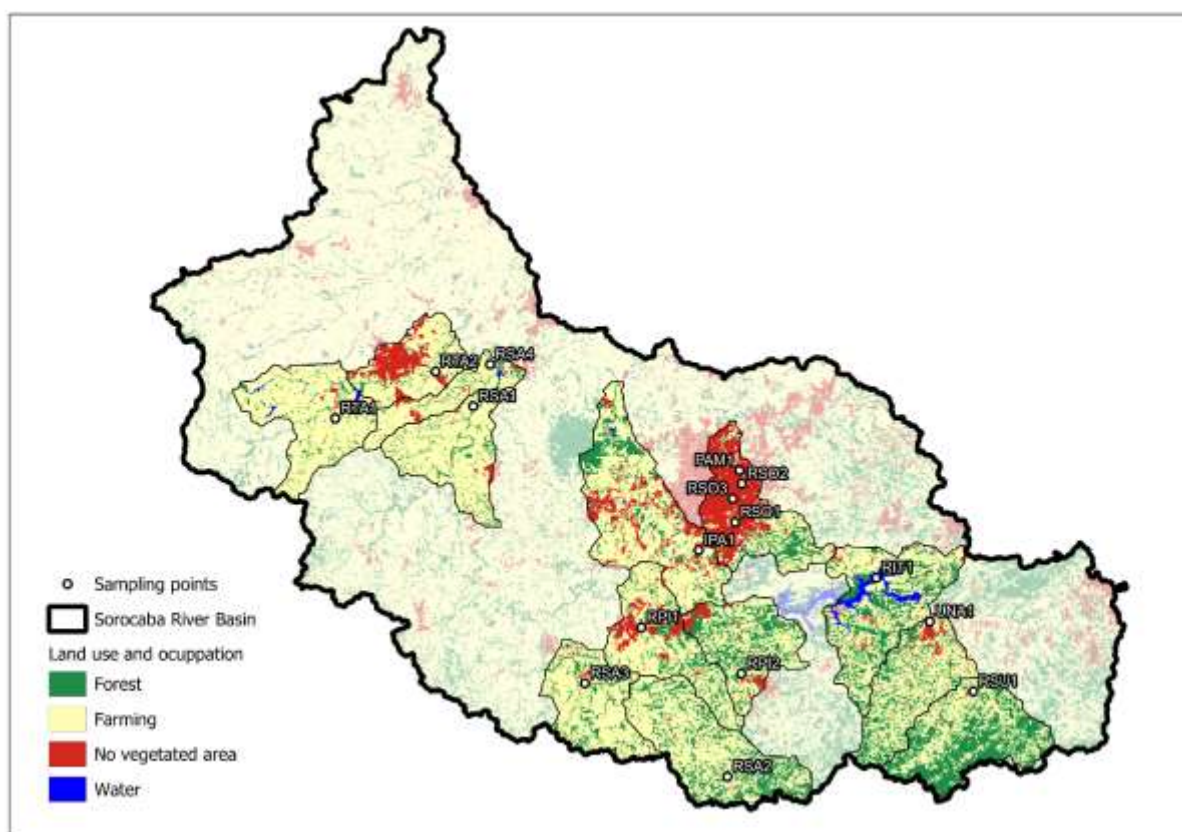 RTA2
RSA4
RTA1
RSA1
PAM1
RSO2
RSO3
RSO1
IPA1
RIT1
RPI1
UNA1
RSA3
RPI2
RSU1
RSA2
Sampling points
Sorocaba River Basin
Land use and ocuppation
Forest
Farming
No vegetated area
Water